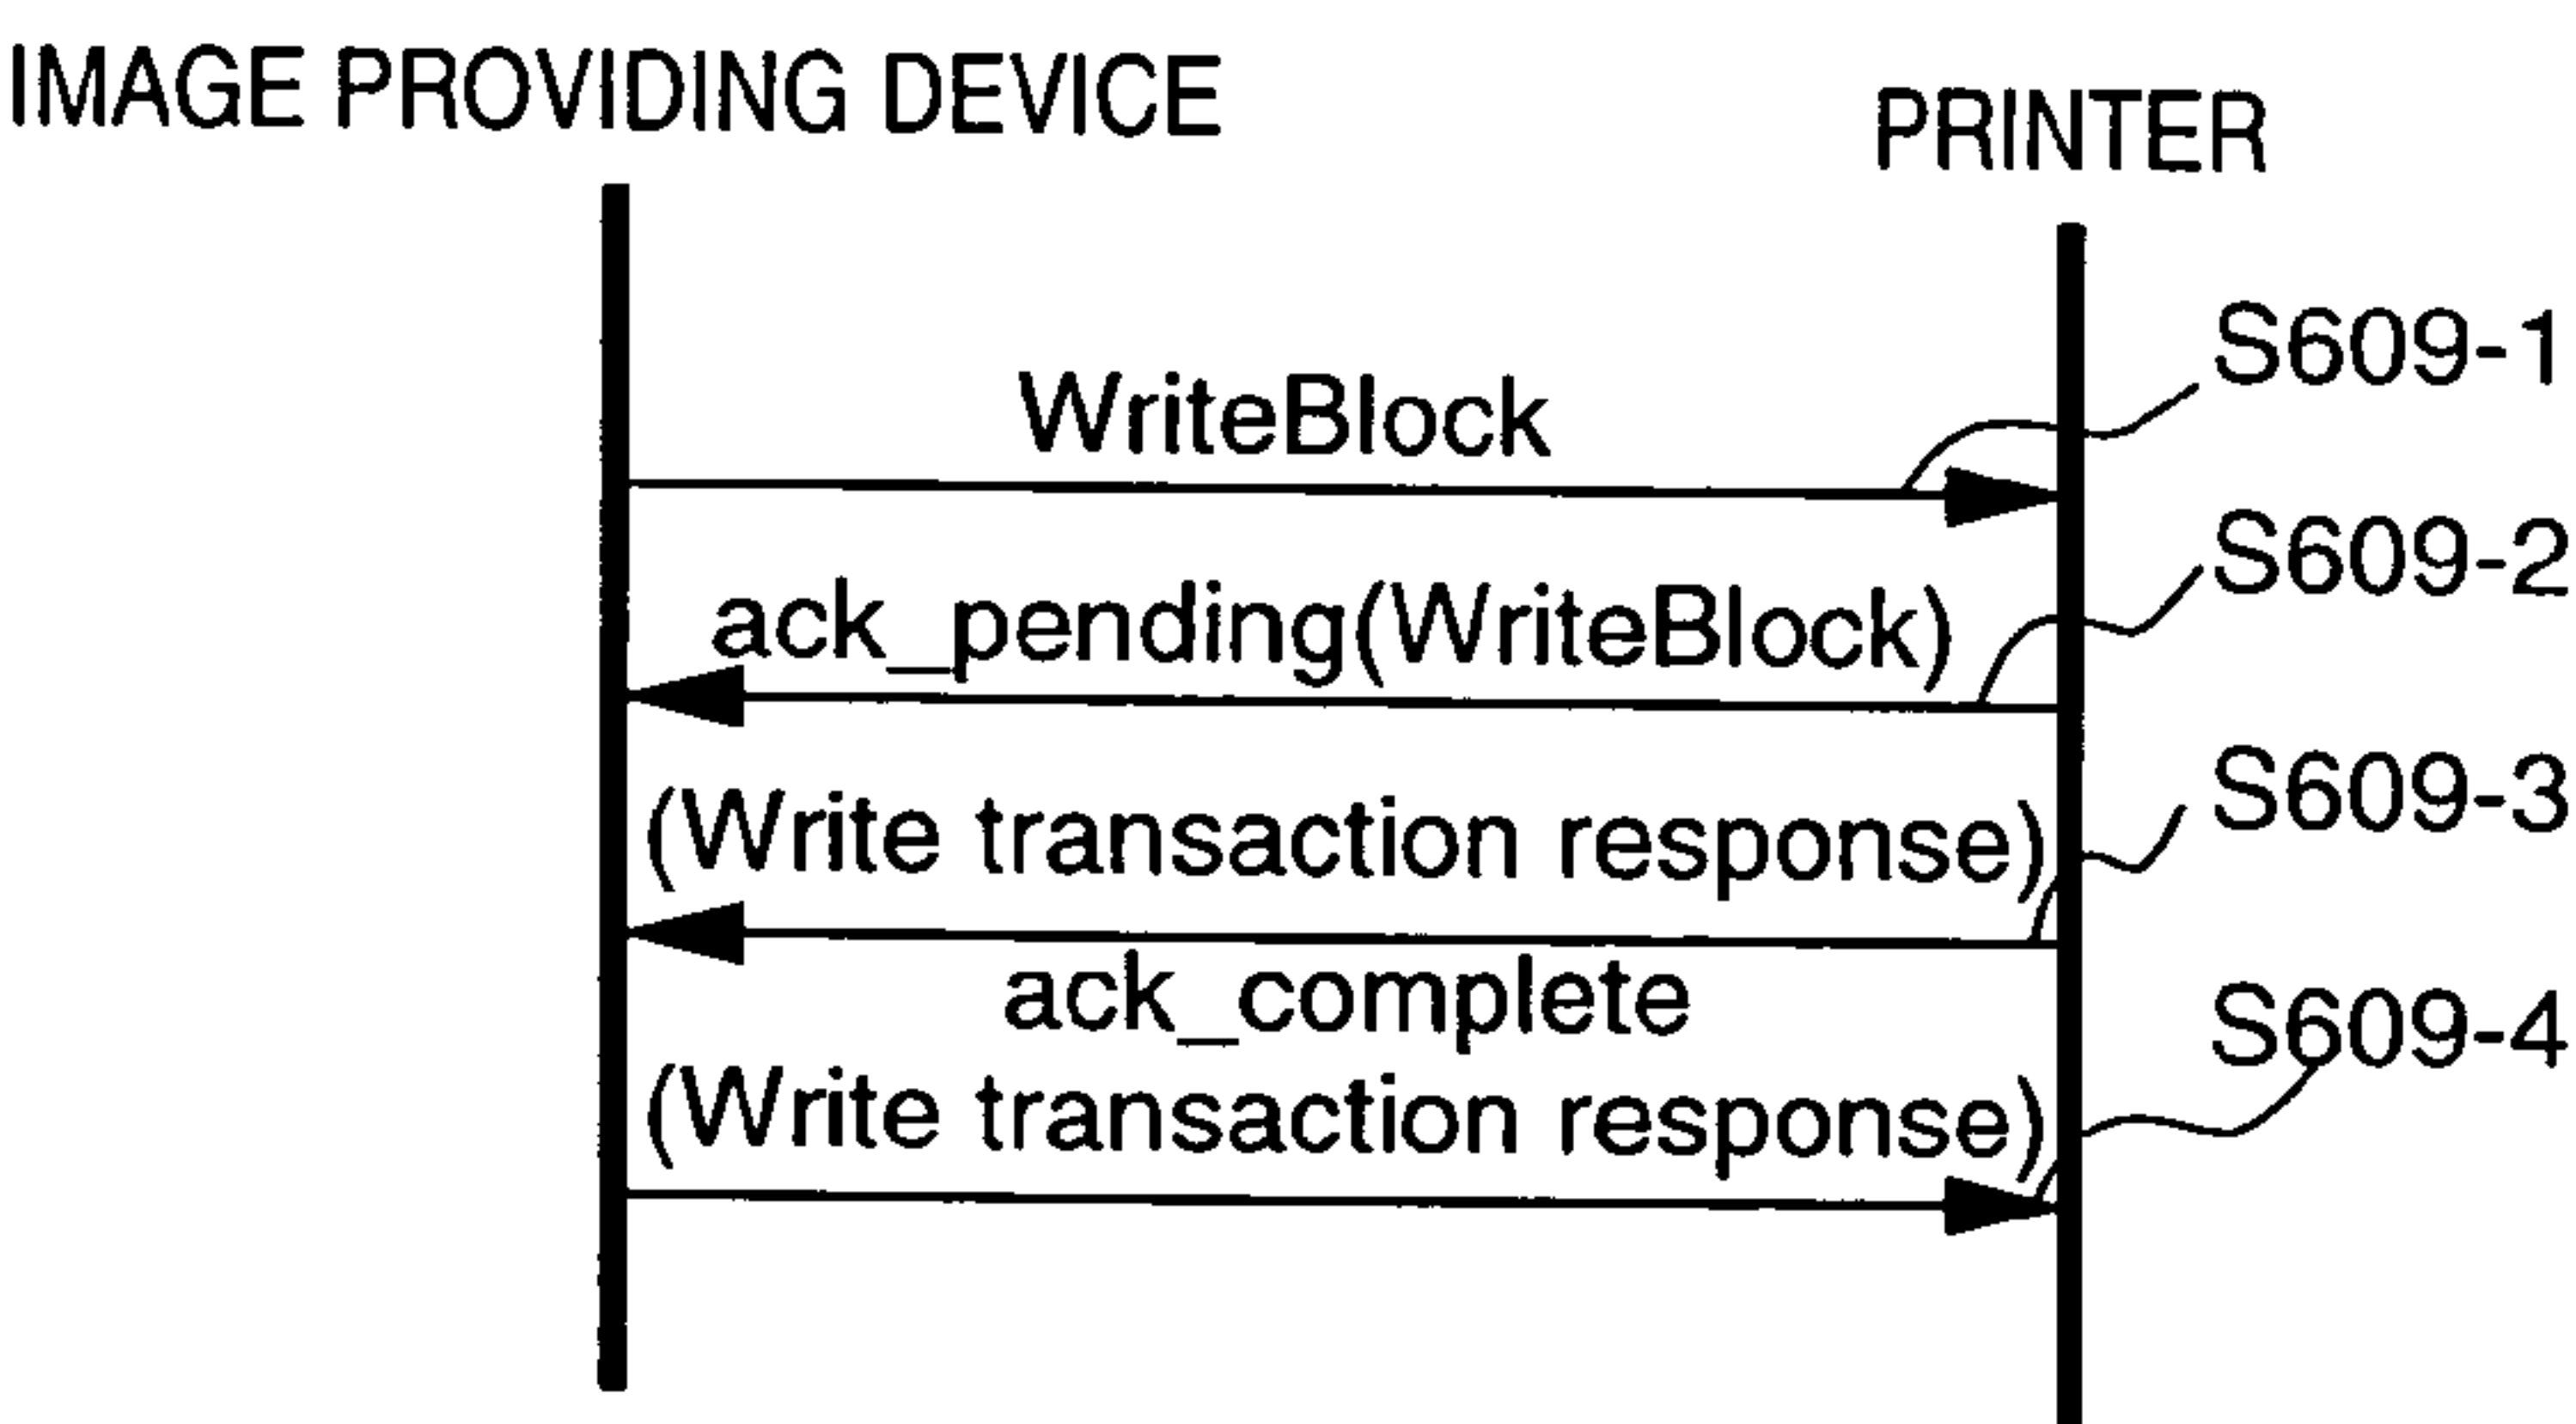 IMAGE PROVIDING DEVICE
PRINTER
S609-1
WriteBlock
S609-2
ack_pending(WriteBlock)
S609-3
(Write transaction response)
ack_complete
S609-4
(Write transaction response)